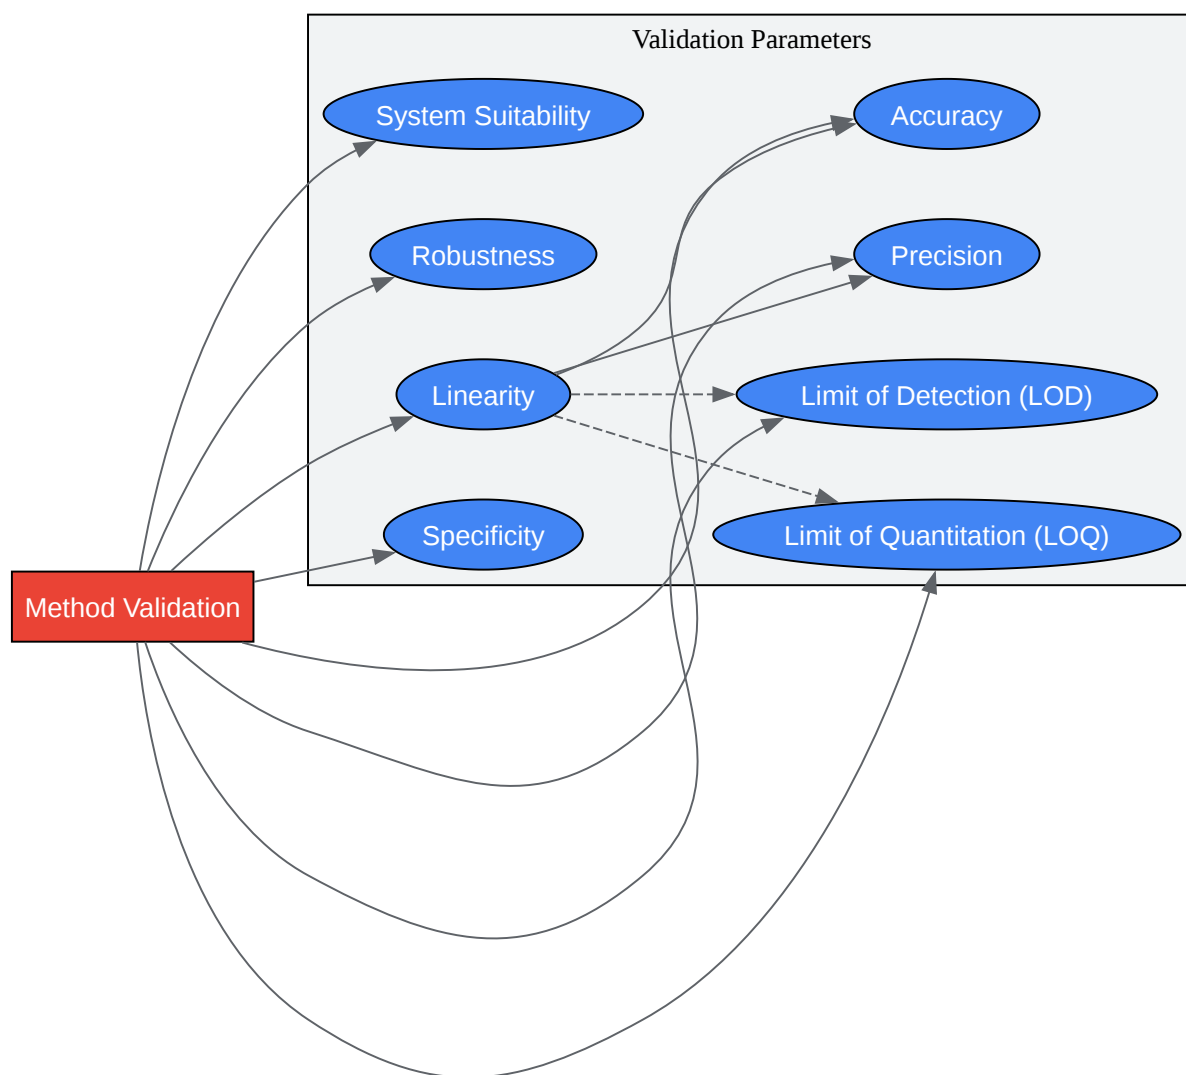 Validation Parameters
System Suitability
Accuracy
Robustness
Precision
Linearity
Limit of Detection (LOD)
Specificity
Limit of Quantitation (LOQ)
Method Validation